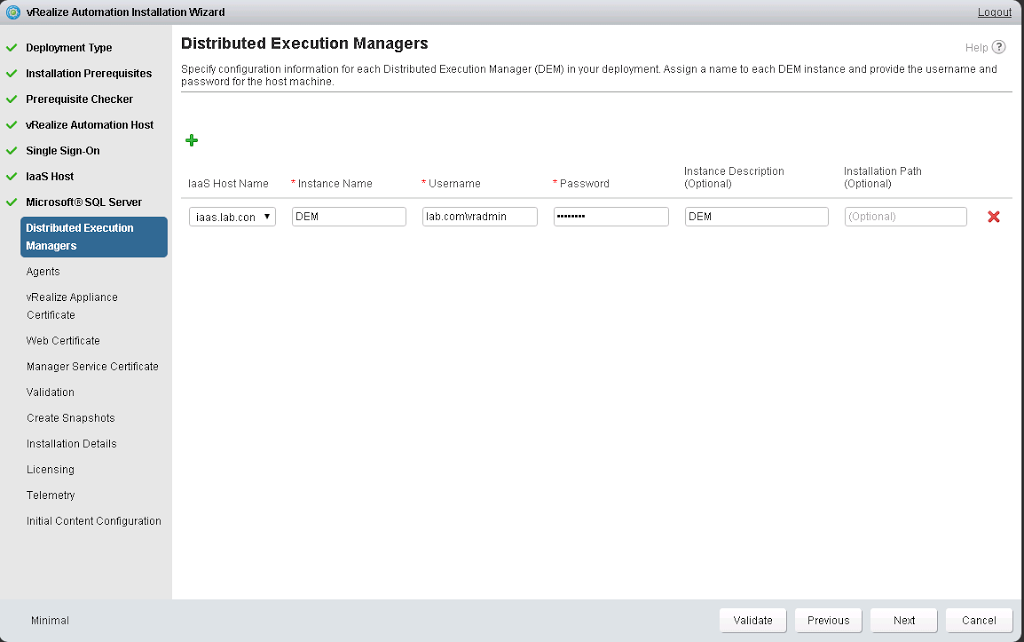 vRealize Automation Installation Wizard
Logout
Deployment Type
Installation Prerequisites
Prerequisite Checker
vRealize Automation Host
Single Sign-On
IaaS Host
Microsoft® SQL Server
Distributed Execution
Managers
Agents
vRealize Appliance
Certificate
Web Certificate
Manager Service Certificate
Validation
Create Snapshots
Installation Details
Licensing
Telemetry
Initial Content Configuration
Distributed Execution Managers
Help ?
Specify configuration information for each Distributed Execution Manager (DEM) in your deployment. Assign a name to each DEM instance and provide the username and
password for the host machine.
IaaS Host Name * Instance Name * Username * Password Instance Description (Optional) Installation Path (Optional)
iaas.lab.con DEM lab.com\vradmin •••••••• DEM (Optional)
Minimal
Validate Previous Next Cancel